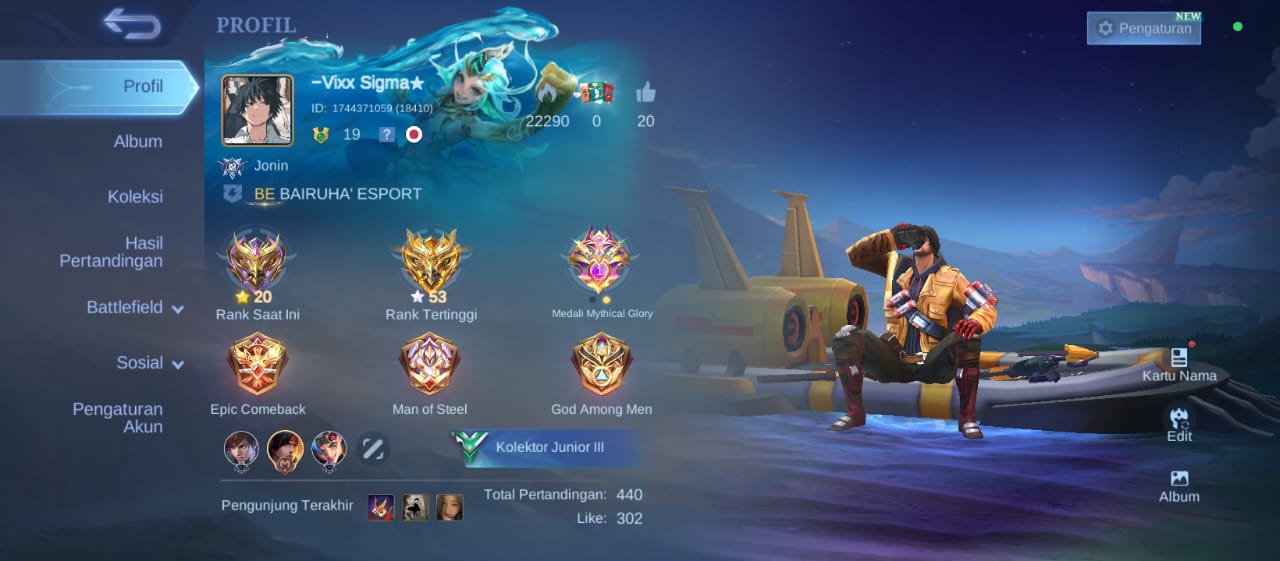 PROFIL
NEW
Pengaturan
Profil
Album
Koleksi
Hasil
Pertandingan
Battlefield
Sosial
Pengaturan
Akun
–Vixx Sigma★
ID: 1744371059 (18410)
19 ?
22290 0 20
Jonin
BE BAIRUHA' ESPORT
20
Rank Saat Ini
53
Rank Tertinggi
1
Medali Mythical Glory
Epic Comeback
Man of Steel
God Among Men
Kolektor Junior III
Pengunjung Terakhir
Total Pertandingan: 440
Like: 302
Kartu Nama
Edit
Album